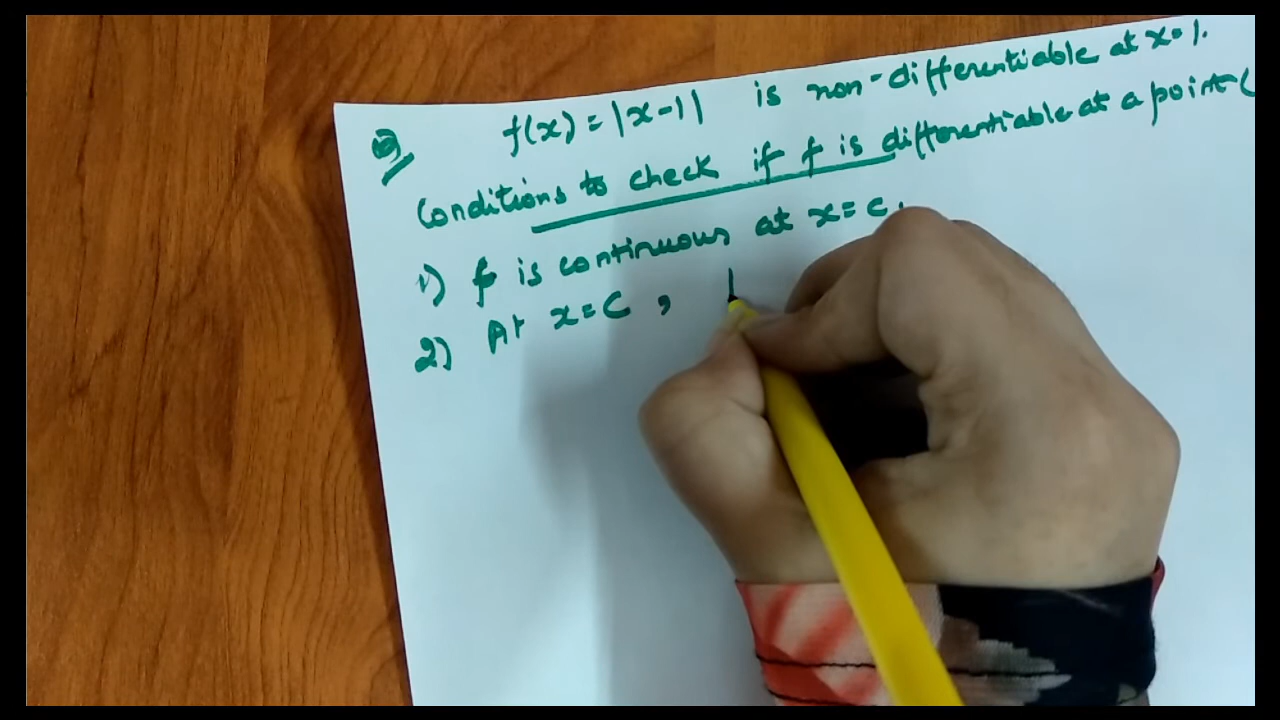 Q) f(x) = |x-1| is non-differentiable at x=1.
Conditions to check if f is differentiable at a point (
1) f is continuous at x=c.
2) At x=c, l